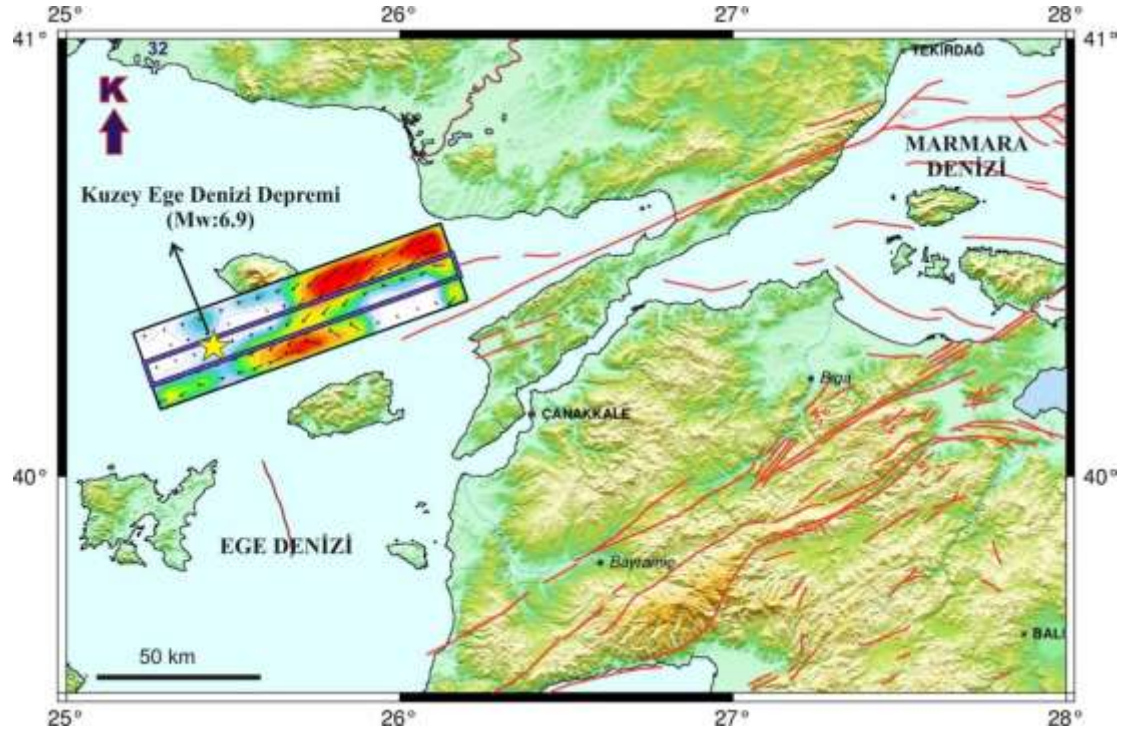 25° 26° 27° 28°
41° 41°
32
TEKİRDAĞ
K
MARMARA
DENİZİ
Kuzey Ege Denizi Depremi
(Mw:6.9)
Biga
ÇANAKKALE
40° 40°
EGE DENİZİ
Bayramiç
BALI
50 km
25° 26° 27° 28°